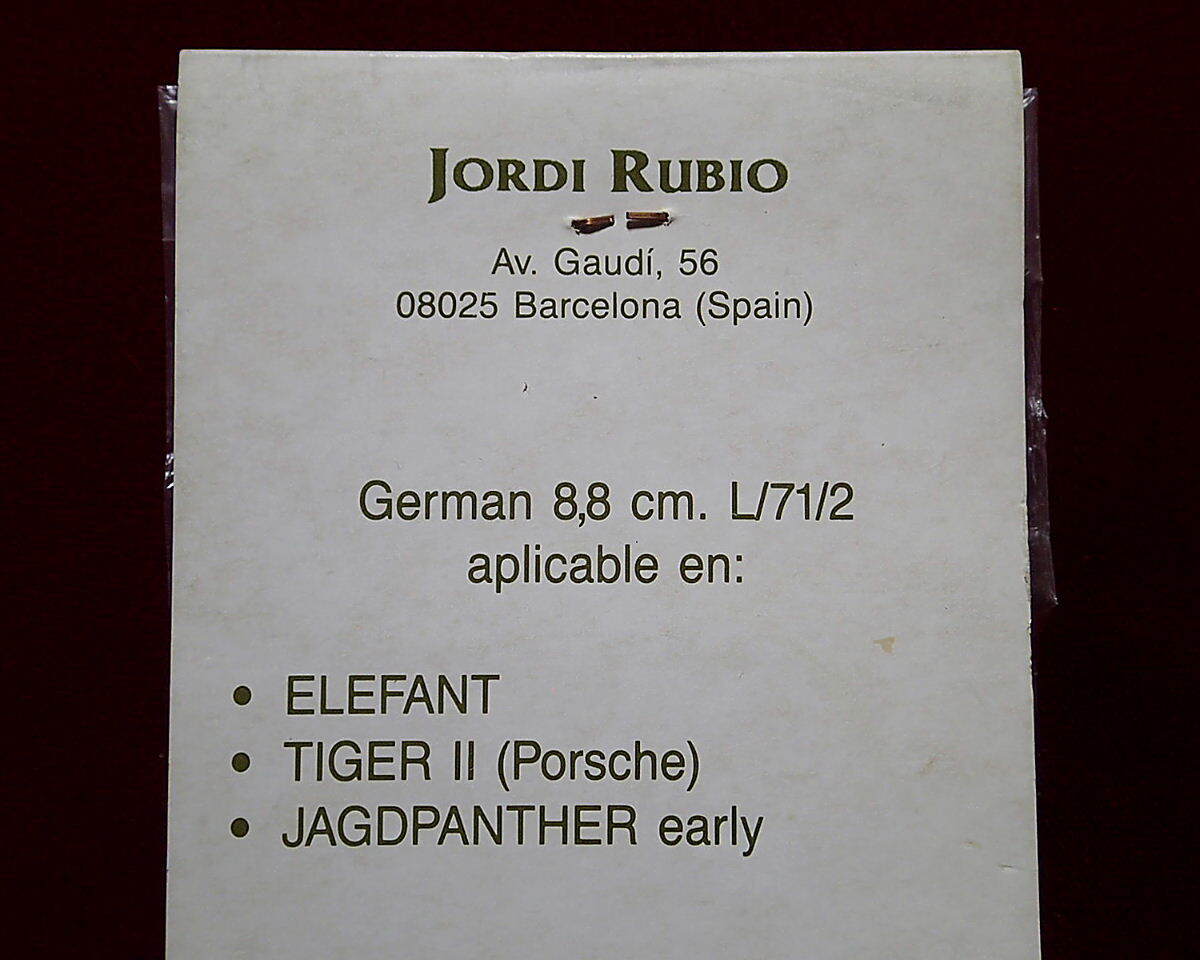 JORDI RUBIO
Av. Gaudí, 56
08025 Barcelona (Spain)
German 8,8 cm. L/71/2
aplicable en:
• ELEFANT
• TIGER II (Porsche)
• JAGDPANTHER early